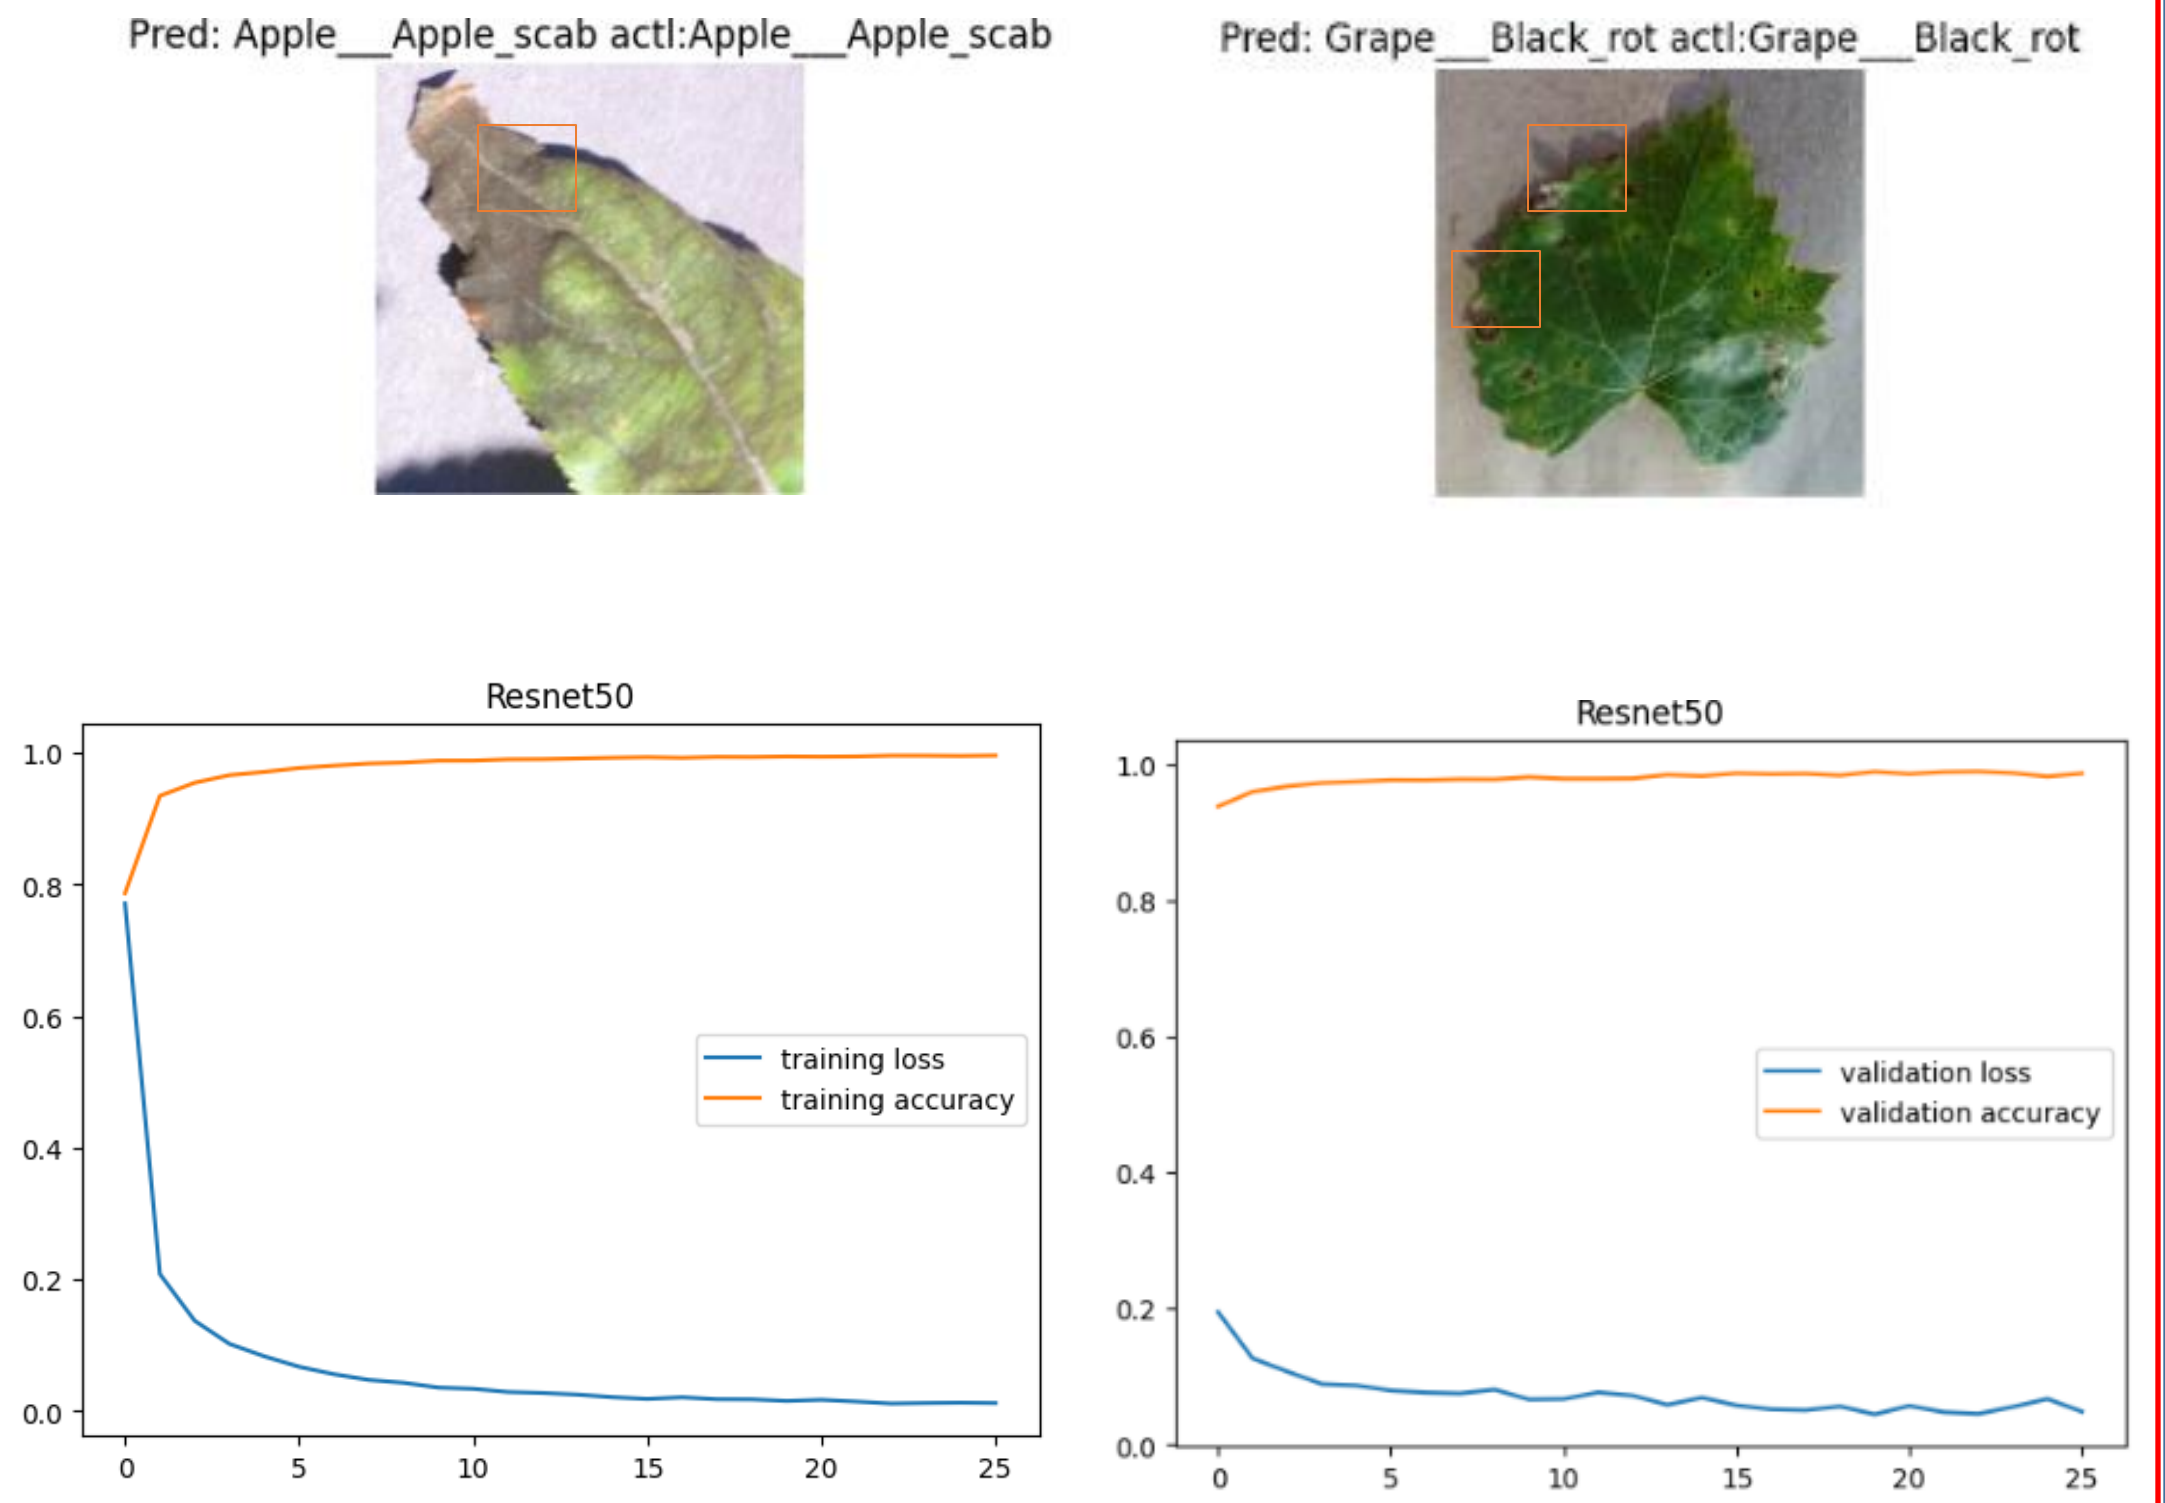 Pred: Apple___Apple_scab actl:Apple___Apple_scab
Pred: Grape___Black_rot actl:Grape___Black_rot
Resnet50
1.0
0.8
0.6
0.4
0.2
0.0
training loss
training accuracy
0 5 10 15 20 25
Resnet50
1.0
0.8
0.6
0.4
0.2
0.0
validation loss
validation accuracy
0 5 10 15 20 25